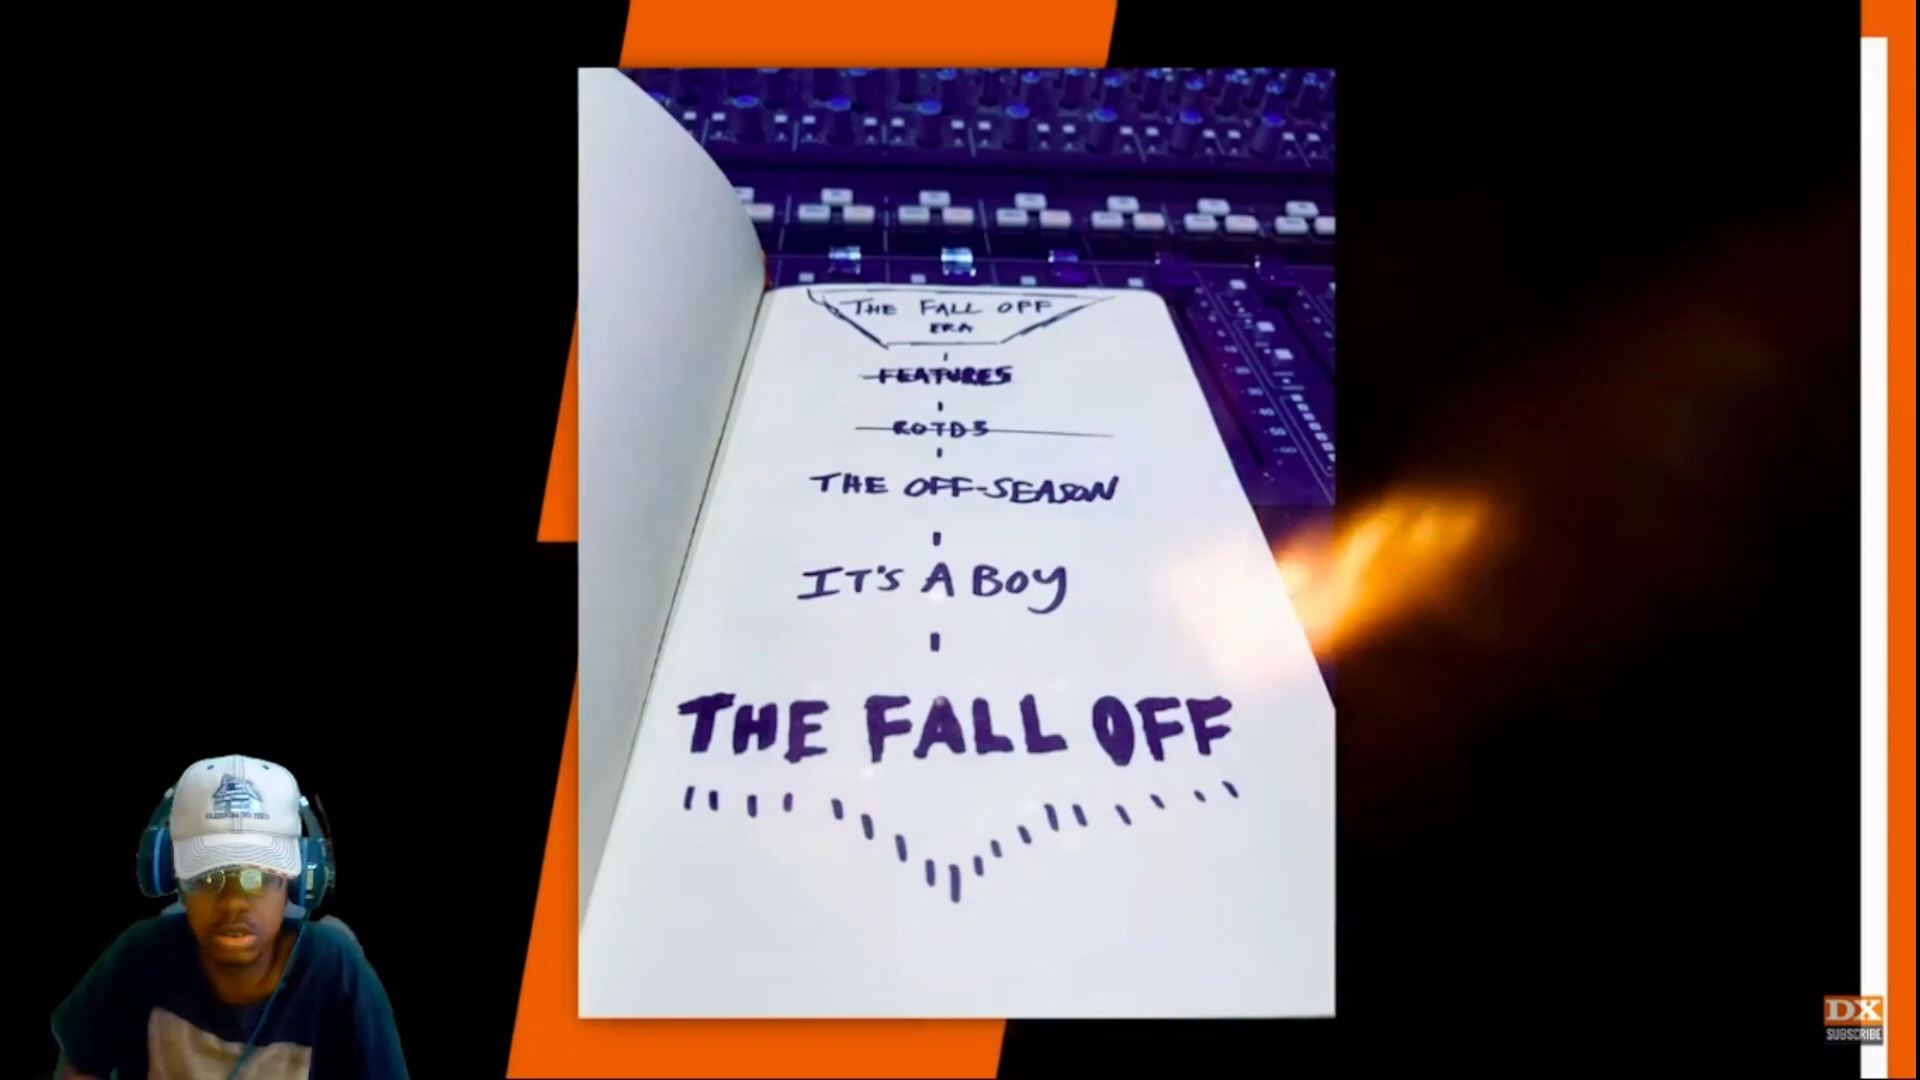 THE FALL OFF
ERA
FEATURES
ROTD3
THE OFF-SEASON
IT'S A BOY
THE FALL OFF
DX
SUBSCRIBE